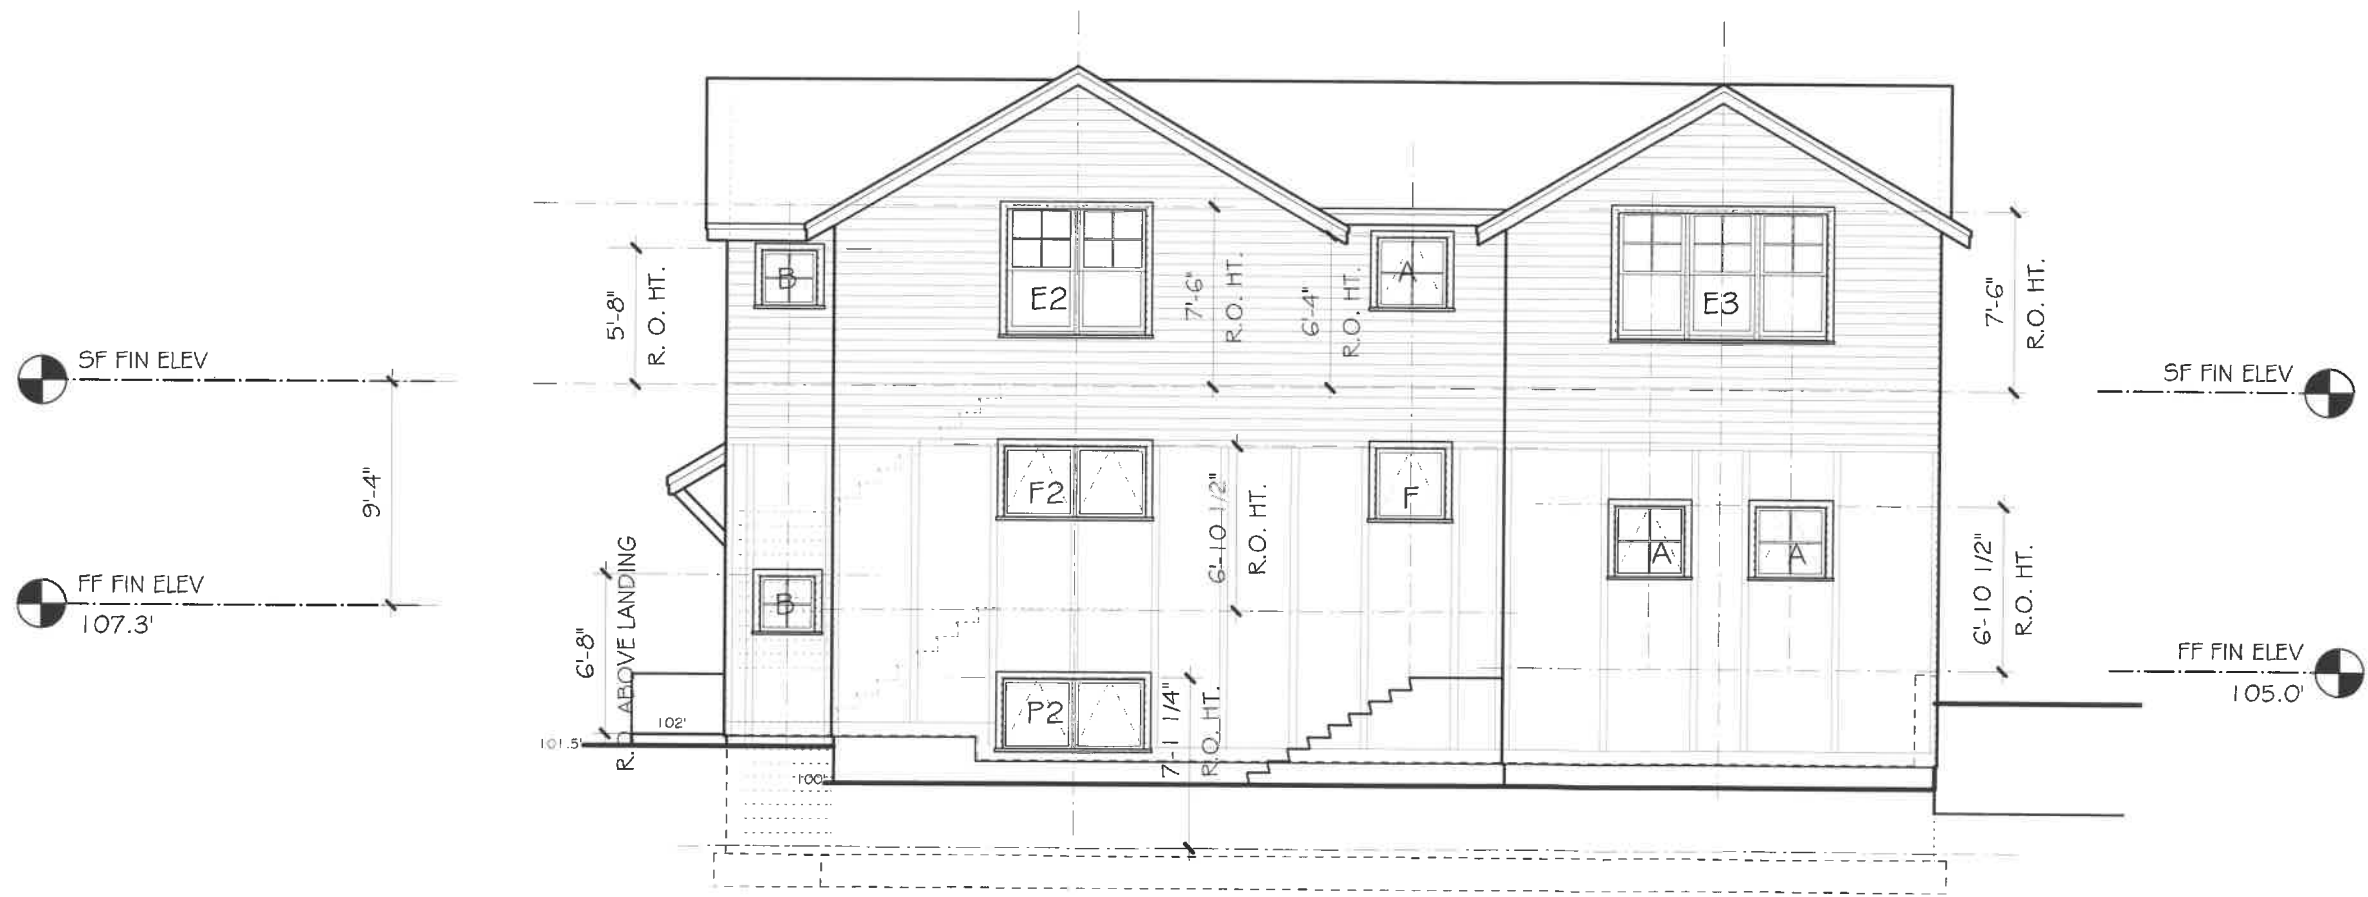 B
E2
A
E3
7'-6"
R.O. HT.
6'-4"
R.O. HT.
5'-8"
R. O. HT.
7'-6"
R.O. HT.
SF FIN ELEV
SF FIN ELEV
9'-4"
F2
F
6'-10 1/2"
R.O. HT.
A
A
6'-10 1/2"
R.O. HT.
FF FIN ELEV
107.3'
B
6'-8"
R.O ABOVE LANDING
FF FIN ELEV
105.0'
P2
7'-1 1/4"
R.O. HT.
102'
101.5'
100'